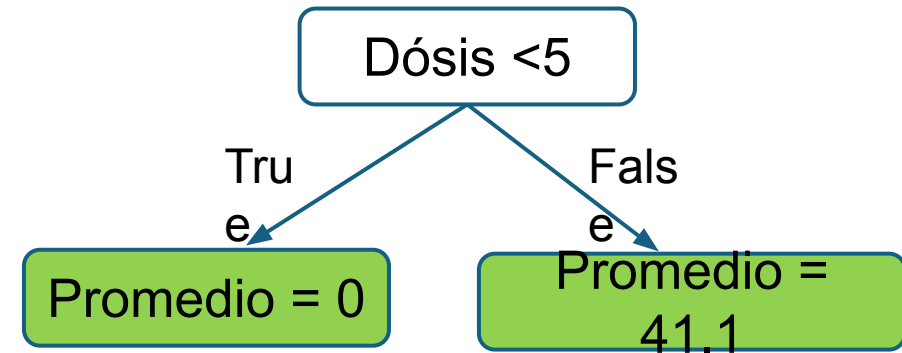 Dósis <5
Tru
e
Fals
e
Promedio = 0
Promedio =
41.1